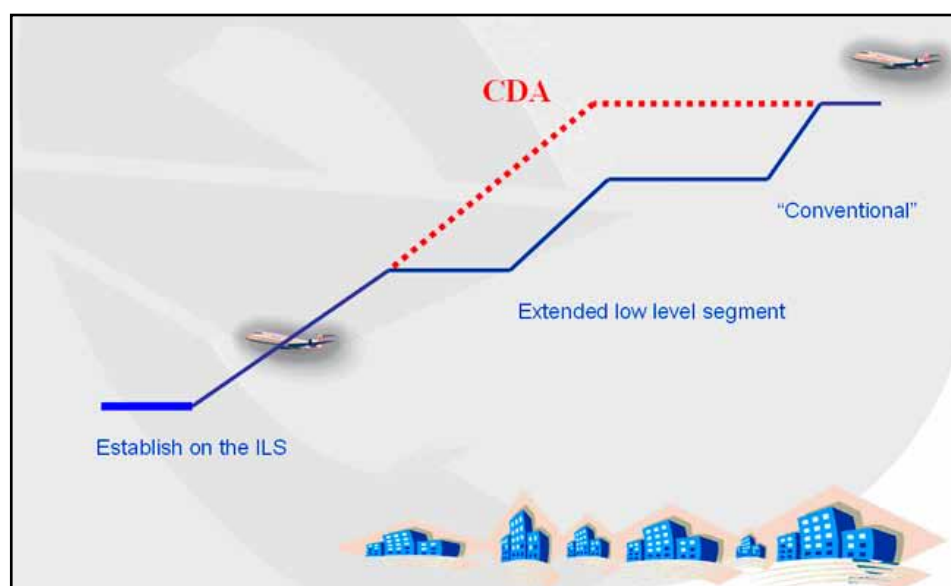 CDA
“Conventional”
Extended low level segment
Establish on the ILS